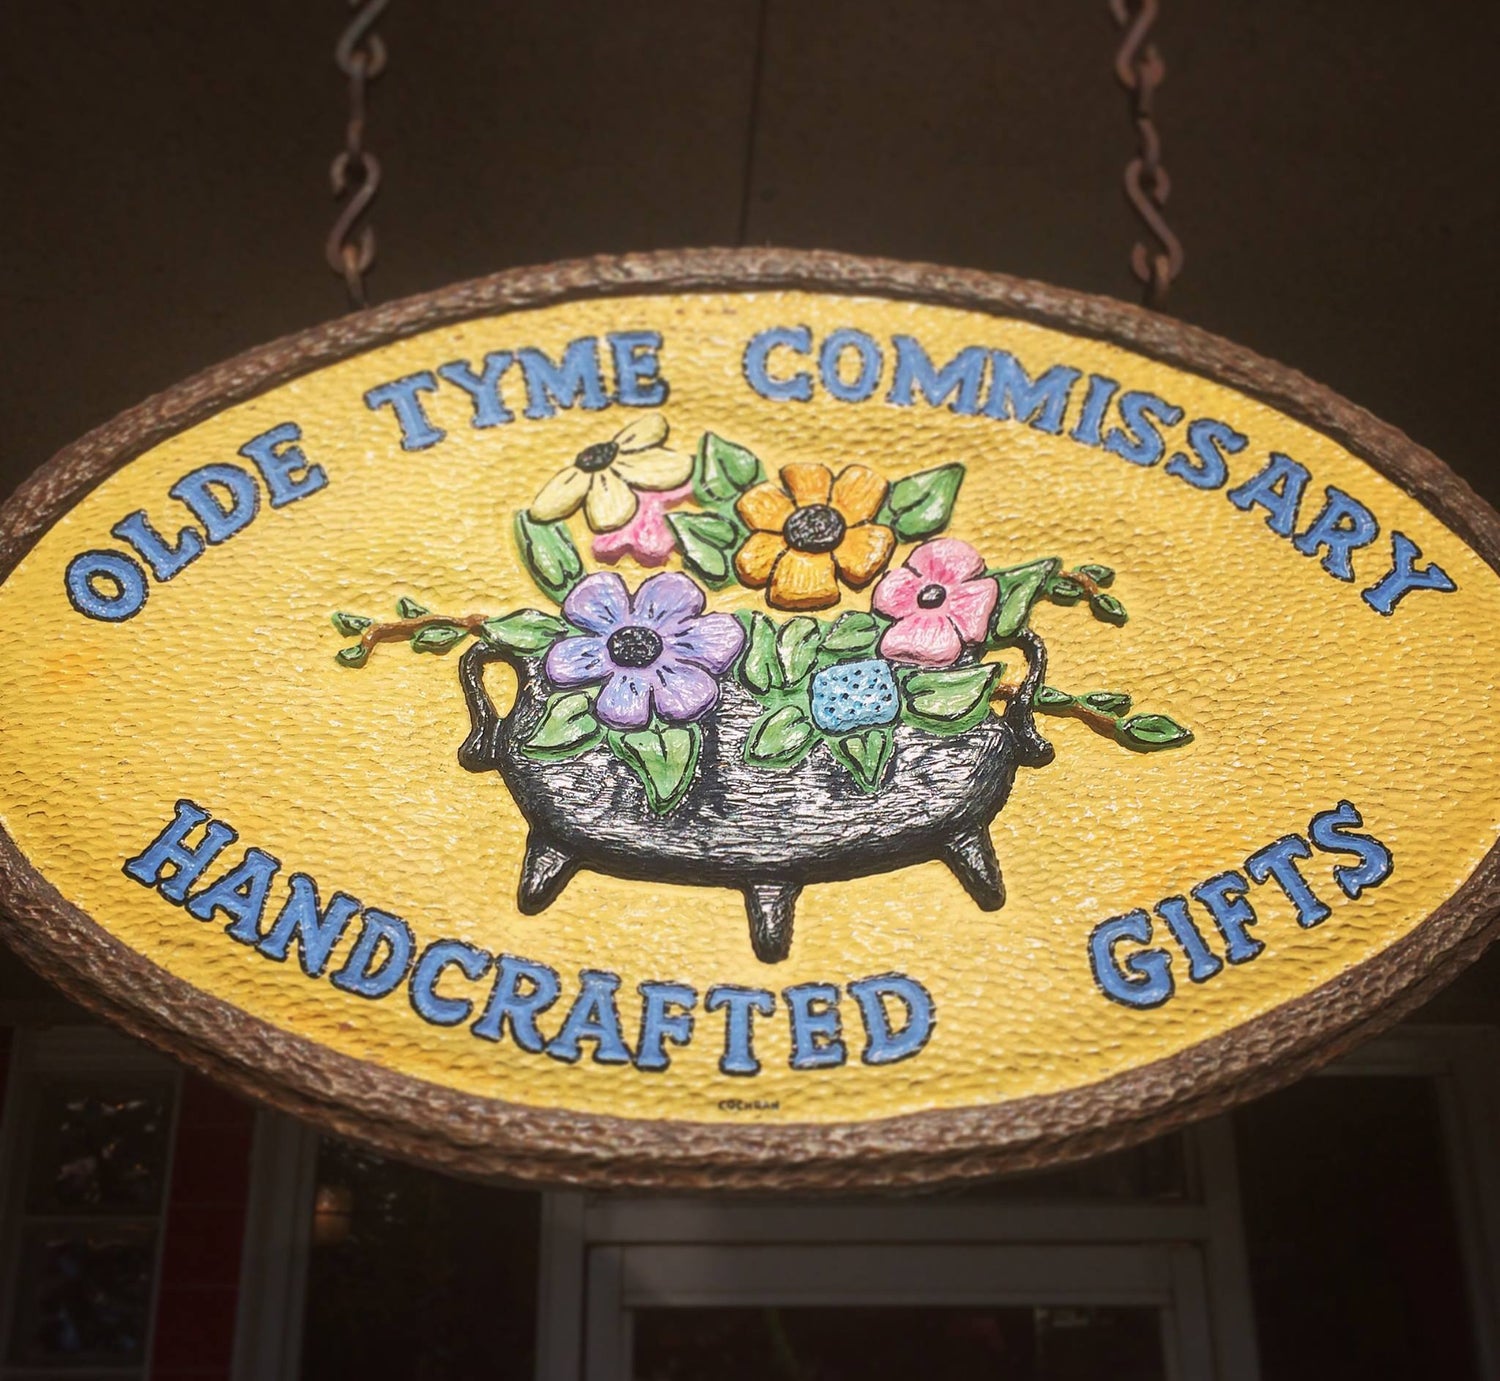 OLDE TYME COMMISSARY
HANDCRAFTED GIFTS
COCHRAN